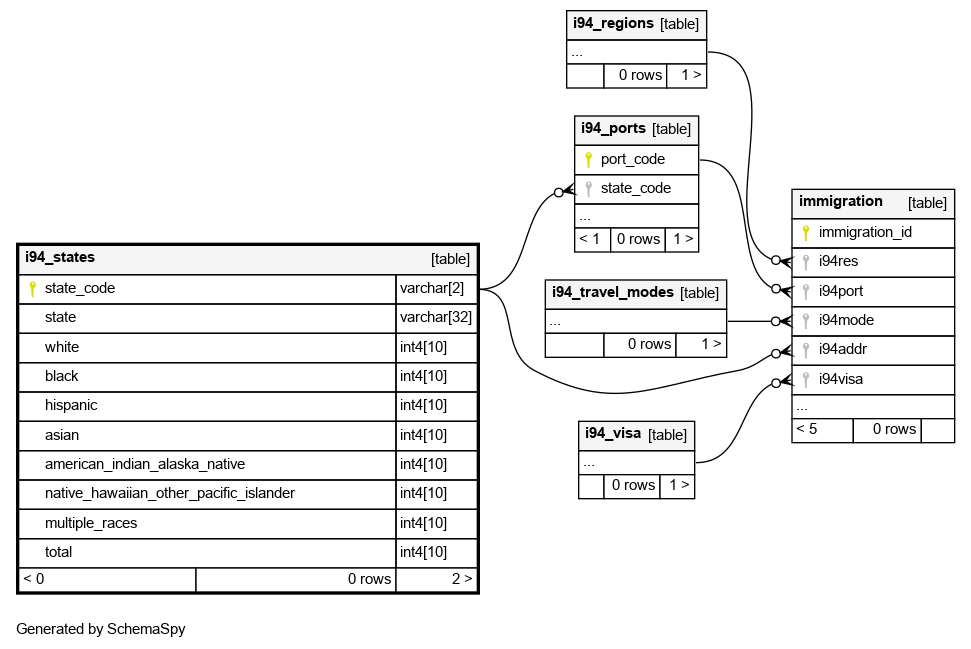 i94_regions [table]
...
0 rows 1 >
i94_ports [table]
port_code
state_code
...
< 1 0 rows 1 >
immigration [table]
immigration_id
i94res
i94port
i94mode
i94addr
i94visa
...
< 5 0 rows
i94_states [table]
state_code varchar[2]
state varchar[32]
white int4[10]
black int4[10]
hispanic int4[10]
asian int4[10]
american_indian_alaska_native int4[10]
native_hawaiian_other_pacific_islander int4[10]
multiple_races int4[10]
total int4[10]
< 0 0 rows 2 >
i94_travel_modes [table]
...
0 rows 1 >
i94_visa [table]
...
0 rows 1 >
Generated by SchemaSpy